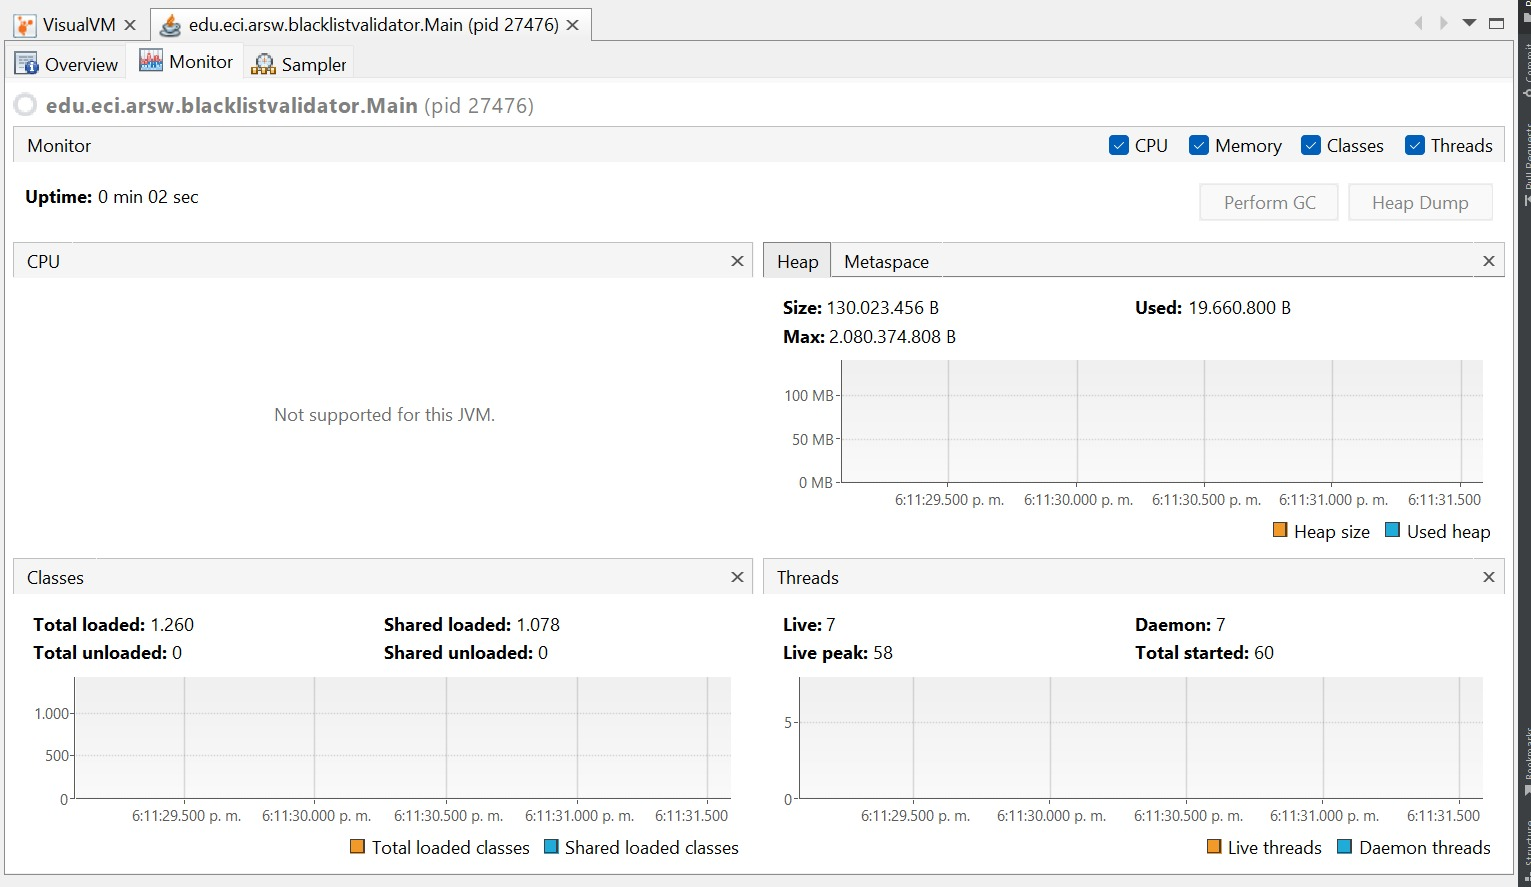 VisualVM
edu.eci.arsw.blacklistvalidator.Main (pid 27476)
Overview
Monitor
Sampler
edu.eci.arsw.blacklistvalidator.Main (pid 27476)
Monitor
CPU
Memory
Classes
Threads
Uptime: 0 min 02 sec
Perform GC
Heap Dump
CPU
Not supported for this JVM.
Heap
Metaspace
Size: 130.023.456 B
Used: 19.660.800 B
Max: 2.080.374.808 B
100 MB
50 MB
0 MB
6:11:29.500 p. m.
6:11:30.000 p. m.
6:11:30.500 p. m.
6:11:31.000 p. m.
6:11:31.500
Heap size
Used heap
Classes
Total loaded: 1.260
Shared loaded: 1.078
Total unloaded: 0
Shared unloaded: 0
1.000
500
0
6:11:29.500 p. m.
6:11:30.000 p. m.
6:11:30.500 p. m.
6:11:31.000 p. m.
6:11:31.500
Total loaded classes
Shared loaded classes
Threads
Live: 7
Daemon: 7
Live peak: 58
Total started: 60
5
0
6:11:29.500 p. m.
6:11:30.000 p. m.
6:11:30.500 p. m.
6:11:31.000 p. m.
6:11:31.500
Live threads
Daemon threads
Commit
Pull Requests
Bookmarks
Structure